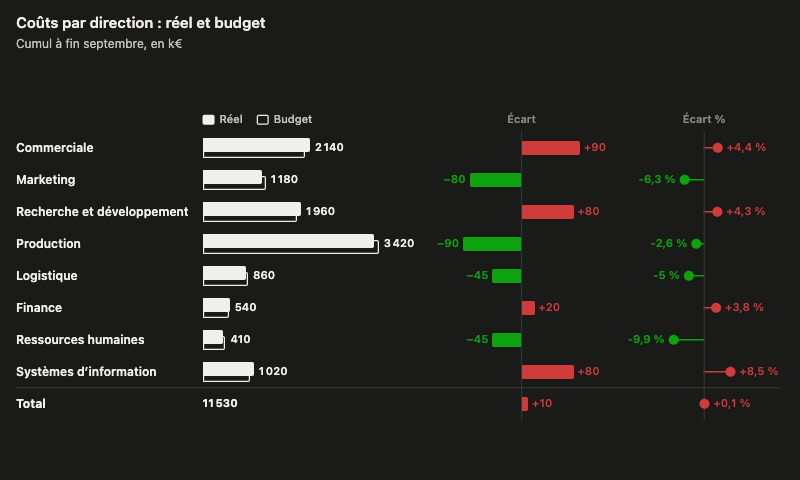 Coûts par direction : réel et budget
Cumul à fin septembre, en k€
Réel Budget Écart Écart %
Commerciale 2 140 +90 +4,4 %
Marketing 1 180 −80 -6,3 %
Recherche et développement 1 960 +80 +4,3 %
Production 3 420 −90 -2,6 %
Logistique 860 −45 -5 %
Finance 540 +20 +3,8 %
Ressources humaines 410 −45 -9,9 %
Systèmes d’information 1 020 +80 +8,5 %
Total 11 530 +10 +0,1 %